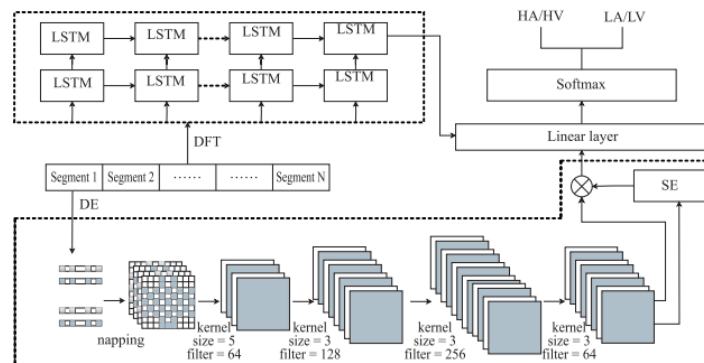 HA/HV LA/LV
LSTM LSTM LSTM LSTM
LSTM LSTM LSTM LSTM
Softmax
Linear layer
DFT
Segment 1 Segment 2 ...... ...... Segment N
DE
SE
napping
kernel
size = 5
filter = 64
kernel
size = 3
filter = 128
kernel
size = 3
filter = 256
kernel
size = 3
filter = 64